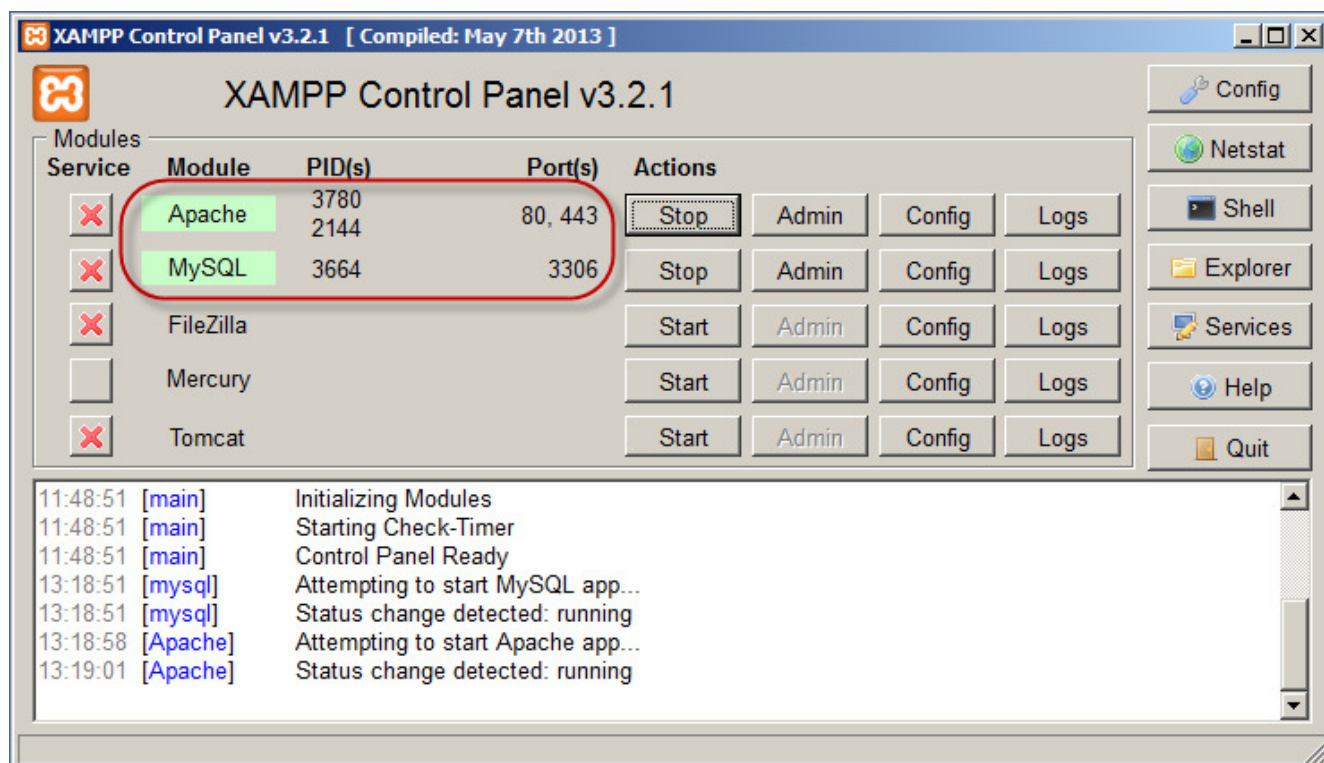 XAMPP Control Panel v3.2.1 [ Compiled: May 7th 2013 ]
XAMPP Control Panel v3.2.1
Config
Modules
Service Module PID(s) Port(s) Actions
Netstat
Apache 3780 2144 80, 443 Stop Admin Config Logs
Shell
MySQL 3664 3306 Stop Admin Config Logs
Explorer
FileZilla Start Admin Config Logs
Services
Mercury Start Admin Config Logs
Help
Tomcat Start Admin Config Logs
Quit
11:48:51 [main] Initializing Modules
11:48:51 [main] Starting Check-Timer
11:48:51 [main] Control Panel Ready
13:18:51 [mysql] Attempting to start MySQL app...
13:18:51 [mysql] Status change detected: running
13:18:58 [Apache] Attempting to start Apache app...
13:19:01 [Apache] Status change detected: running